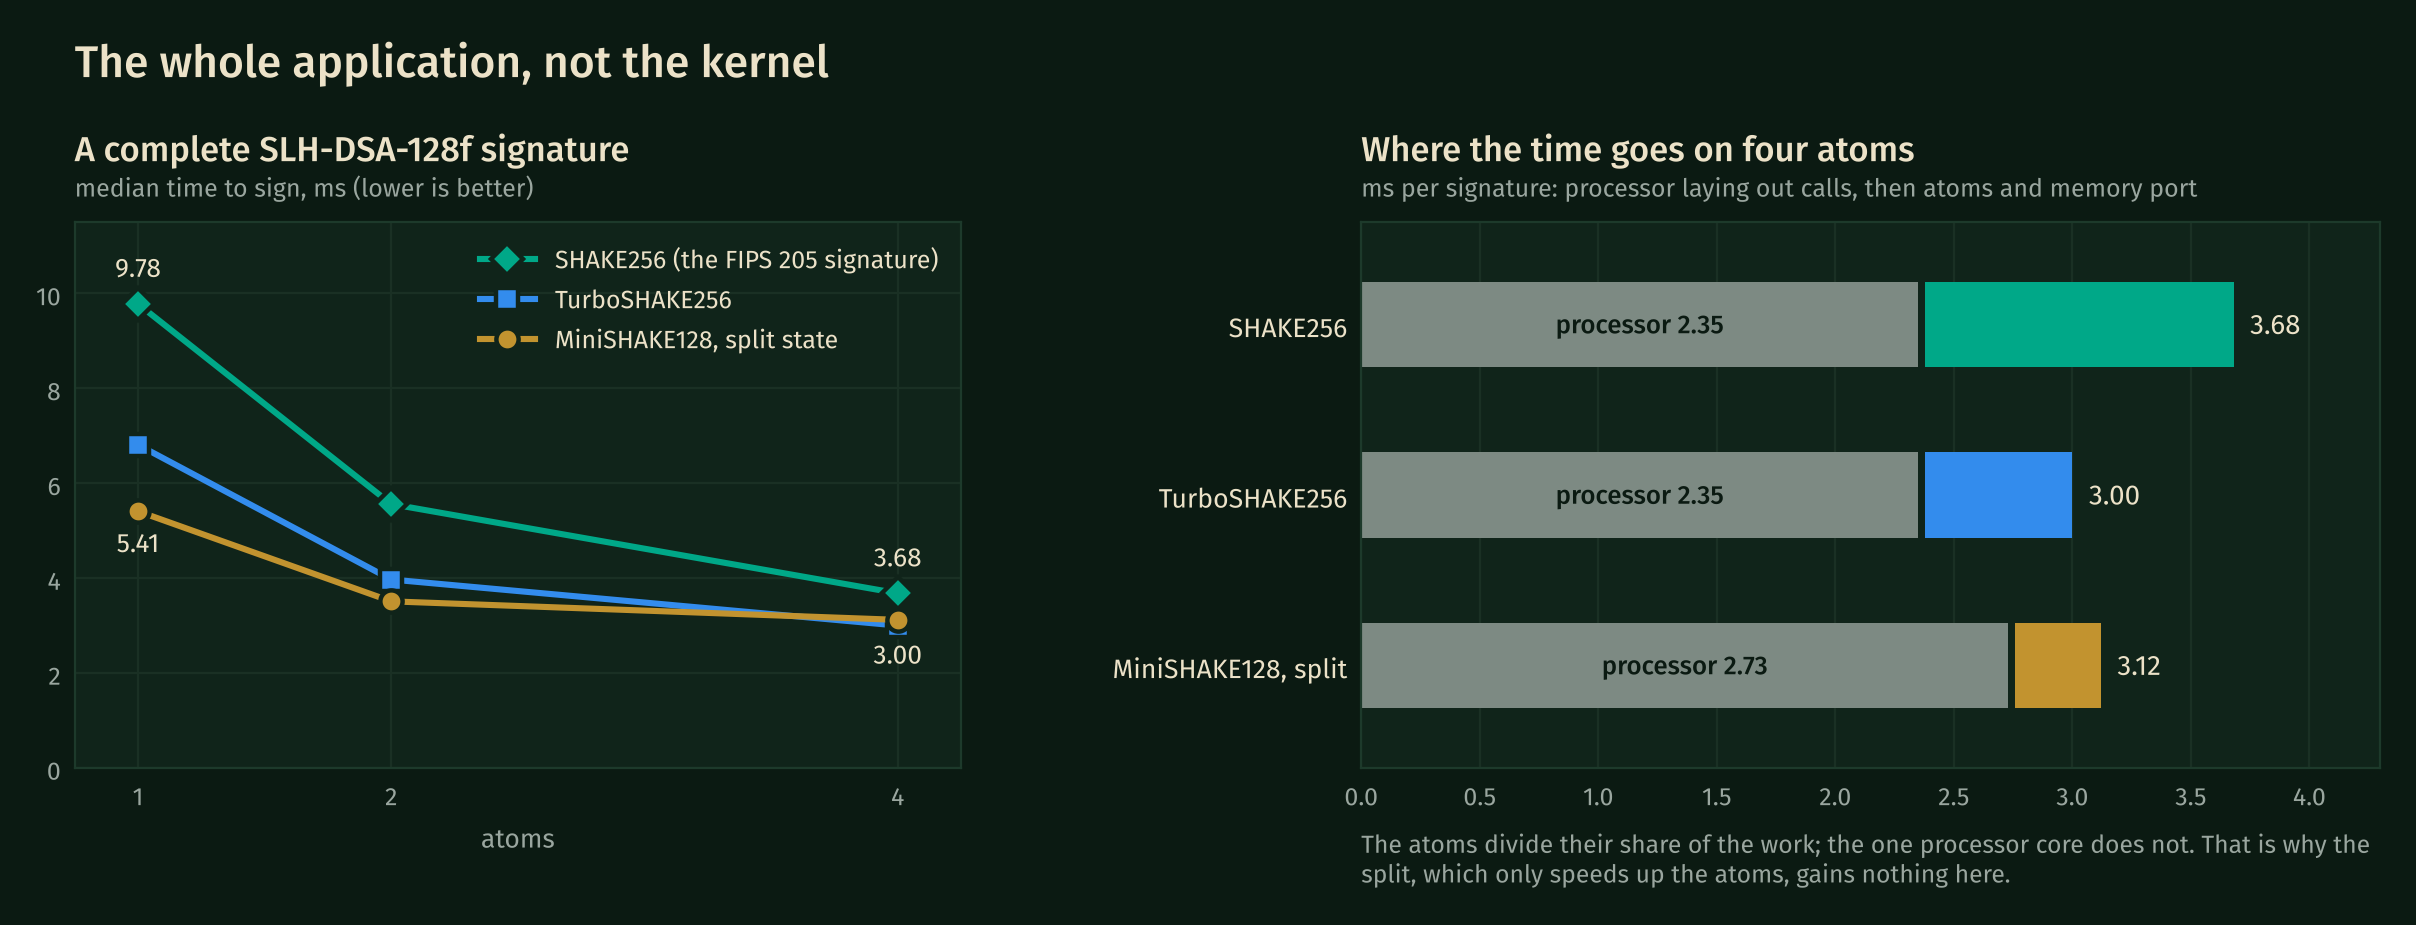 The whole application, not the kernel
A complete SLH-DSA-128f signature
median time to sign, ms (lower is better)
9.78
5.41
3.68
3.00
SHAKE256 (the FIPS 205 signature)
TurboSHAKE256
MiniSHAKE128, split state
10
8
6
4
2
0
1
2
4
atoms
Where the time goes on four atoms
ms per signature: processor laying out calls, then atoms and memory port
SHAKE256
processor 2.35
3.68
TurboSHAKE256
processor 2.35
3.00
MiniSHAKE128, split
processor 2.73
3.12
0.0
0.5
1.0
1.5
2.0
2.5
3.0
3.5
4.0
The atoms divide their share of the work; the one processor core does not. That is why the
split, which only speeds up the atoms, gains nothing here.